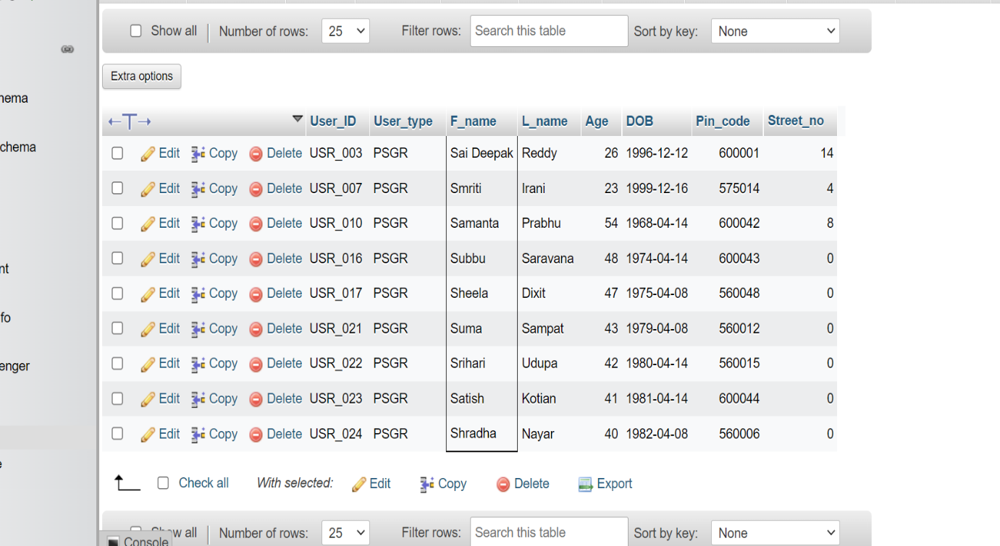 Show all Number of rows: 25 Filter rows: Search this table Sort by key: None
Extra options
hema
chema
nt
fo
enger
e
←T→ User_ID User_type F_name L_name Age DOB Pin_code Street_no
Edit Copy Delete USR_003 PSGR Sai Deepak Reddy 26 1996-12-12 600001 14
Edit Copy Delete USR_007 PSGR Smriti Irani 23 1999-12-16 575014 4
Edit Copy Delete USR_010 PSGR Samanta Prabhu 54 1968-04-14 600042 8
Edit Copy Delete USR_016 PSGR Subbu Saravana 48 1974-04-14 600043 0
Edit Copy Delete USR_017 PSGR Sheela Dixit 47 1975-04-08 560048 0
Edit Copy Delete USR_021 PSGR Suma Sampat 43 1979-04-08 560012 0
Edit Copy Delete USR_022 PSGR Srihari Udupa 42 1980-04-14 560015 0
Edit Copy Delete USR_023 PSGR Satish Kotian 41 1981-04-14 600044 0
Edit Copy Delete USR_024 PSGR Shradha Nayar 40 1982-04-08 560006 0
Check all With selected: Edit Copy Delete Export
Show all Number of rows: 25 Filter rows: Search this table Sort by key: None
Console